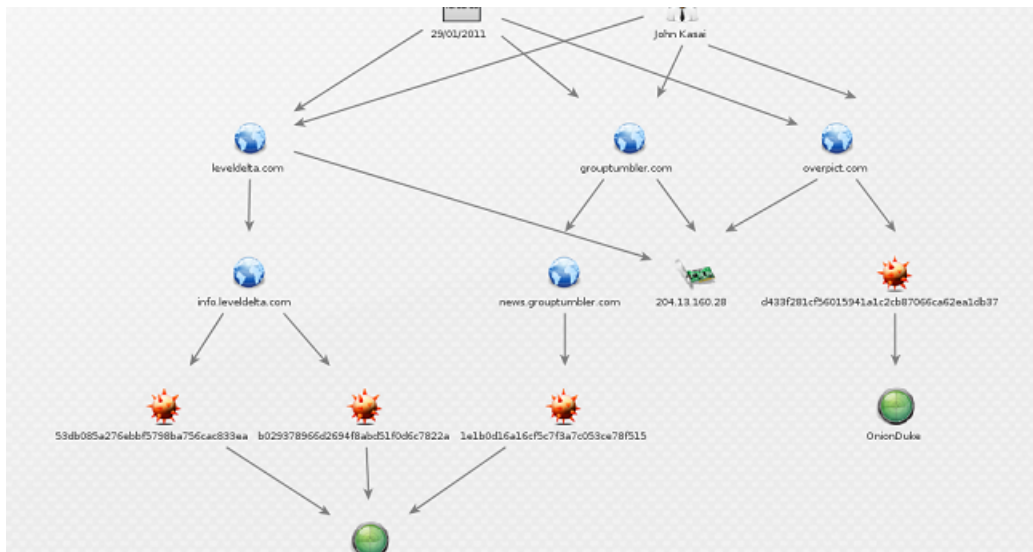 29/01/2011
John Kasai
leveldelta.com
grouptumbler.com
overpict.com
info.leveldelta.com
news.grouptumbler.com
204.13.160.28
d433f281cf56015941a1c2cb87066ca62ea1db37
53db085a276ebbf5798ba756cac833ea
b029378966d2694f8abd51f0d6c7822a
1e1b0d16a16cf5c7f3a7c053ce78f515
OnionDuke